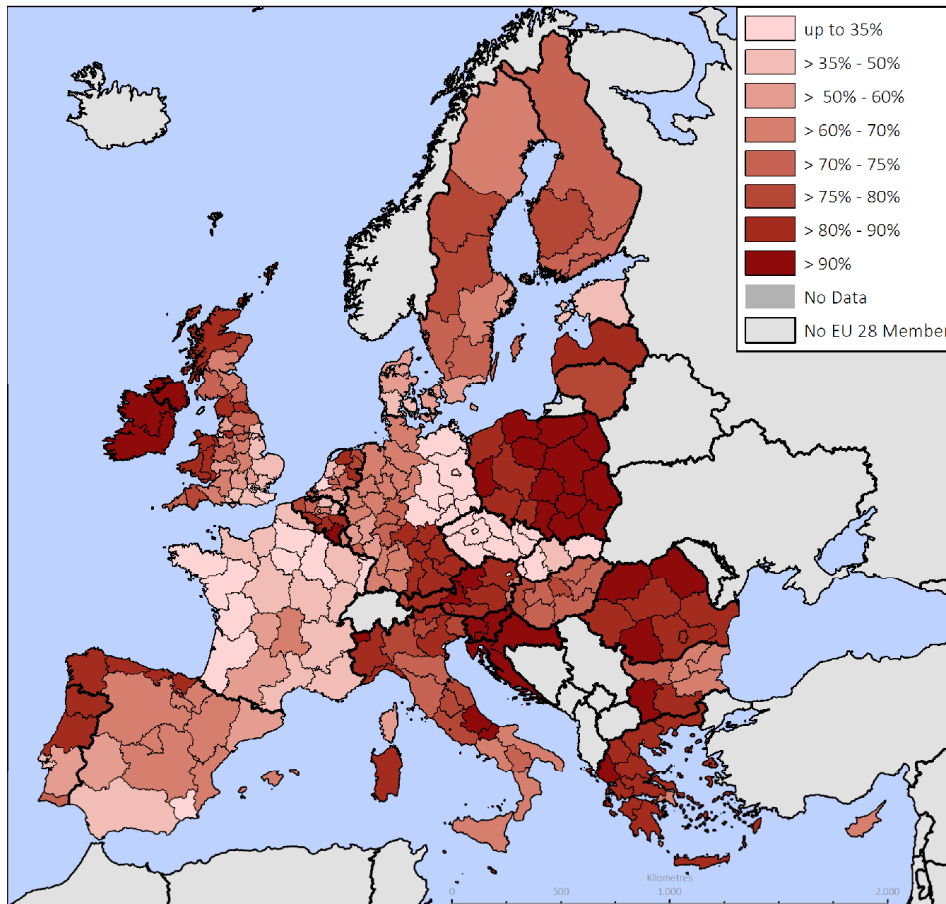 up to 35%
> 35% - 50%
> 50% - 60%
> 60% - 70%
> 70% - 75%
> 75% - 80%
> 80% - 90%
> 90%
No Data
No EU 28 Member
Kilometres
0 500 1.000 2.000